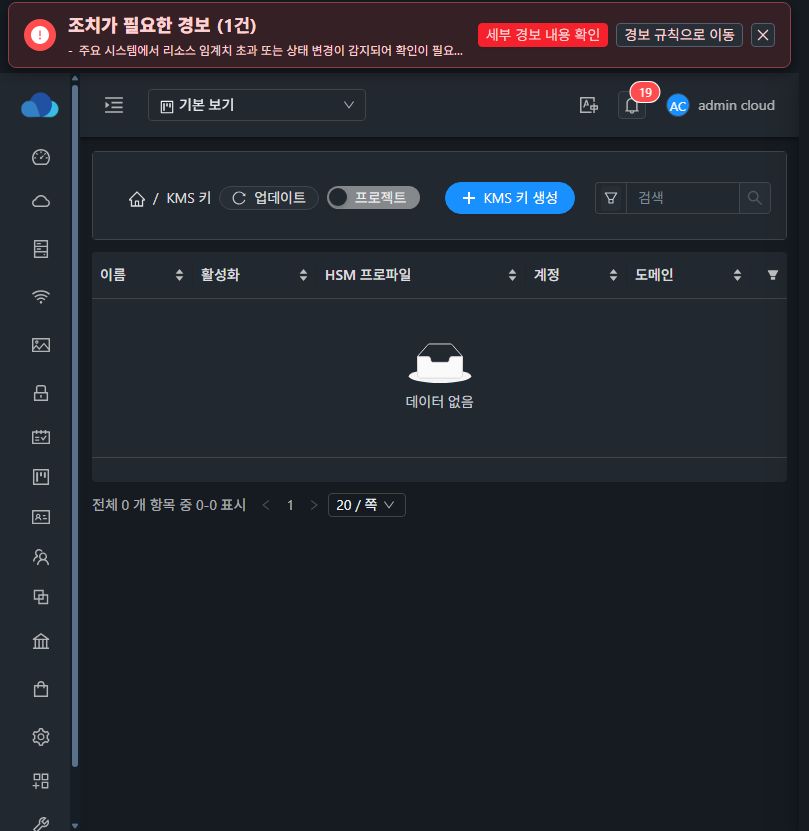 조치가 필요한 경보 (1건)
- 주요 시스템에서 리소스 임계치 초과 또는 상태 변경이 감지되어 확인이 필요...
세부 경보 내용 확인
경보 규칙으로 이동
기본 보기
19
AC
admin cloud
/ KMS 키
업데이트
프로젝트
KMS 키 생성
검색
이름 활성화 HSM 프로파일 계정 도메인
데이터 없음
전체 0 개 항목 중 0-0 표시 < 1 > 20 / 쪽